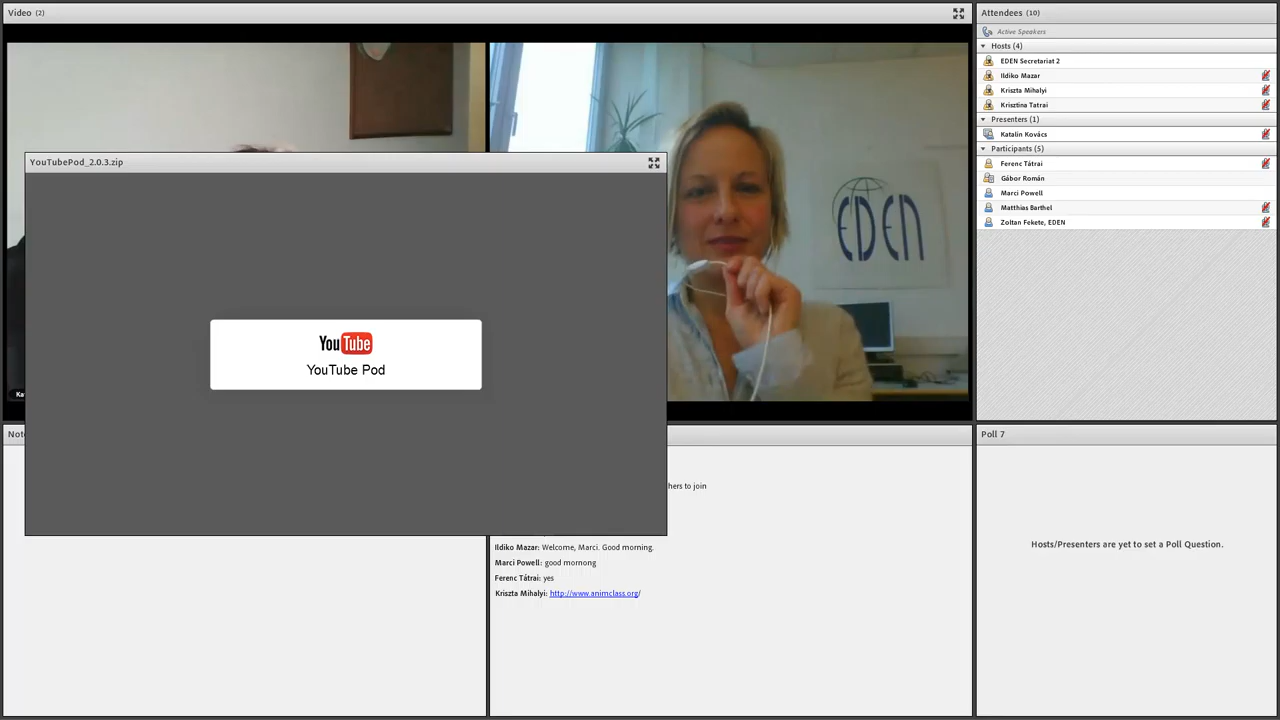 Video (2)
Attendees (10)
Active Speakers
Hosts (4)
EDEN Secretariat 2
Ildiko Mazar
Kriszta Mihalyi
Krisztina Tatrai
Presenters (1)
Katalin Kovács
Participants (5)
Ferenc Tátrai
Gábor Román
Marci Powell
Matthias Barthel
Zoltan Fekete, EDEN
EDEN
YouTubePod_2.0.3.zip
YouTube
YouTube Pod
to join
Ildiko Mazar: Welcome, Marci. Good morning.
Marci Powell: good mornong
Ferenc Tátrai: yes
Kriszta Mihalyi: http://www.animclass.org/
Poll 7
Hosts/Presenters are yet to set a Poll Question.